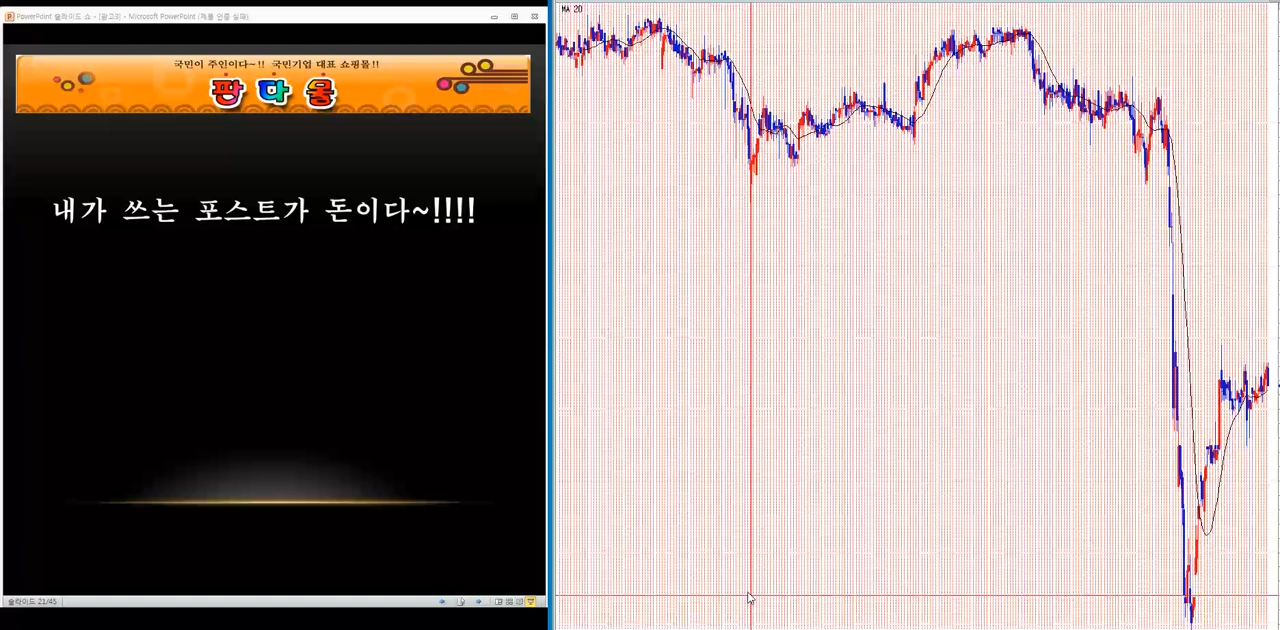 PowerPoint 슬라이드 쇼 - [광고3] - Microsoft PowerPoint (제품 인증 실패)
국민이 주인이다~!! 국민기업 대표 쇼핑몰!!
판다몰
내가 쓰는 포스트가 돈이다~!!!!
슬라이드 21/45
MA 20